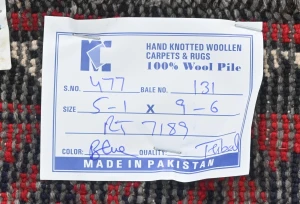 HAND KNOTTED WOOLLEN
CARPETS & RUGS
100% Wool Pile
S.NO. 477 BALE NO. 131
SIZE 5-1 X 9-6
RJ 7189
COLOR: Blue QUALITY: Tribal
MADE IN PAKISTAN